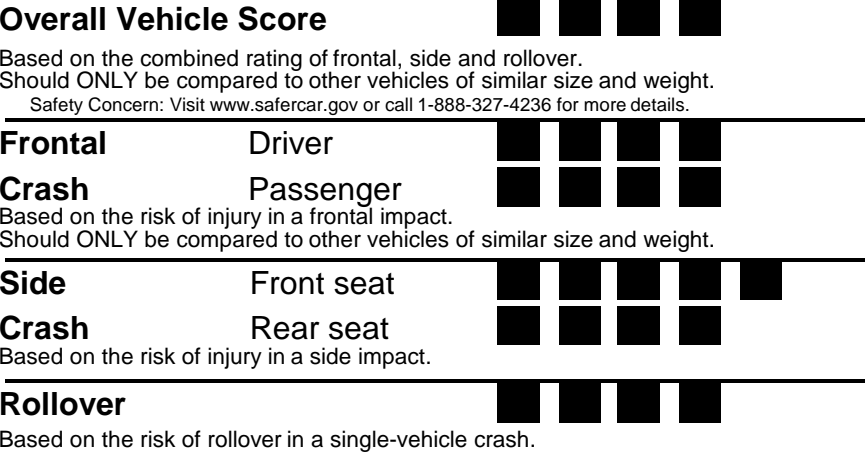 Overall Vehicle Score
Based on the combined rating of frontal, side and rollover.
Should ONLY be compared to other vehicles of similar size and weight.
Safety Concern: Visit www.safercar.gov or call 1-888-327-4236 for more details.
Frontal Driver
Crash Passenger
Based on the risk of injury in a frontal impact.
Should ONLY be compared to other vehicles of similar size and weight.
Side Front seat
Crash Rear seat
Based on the risk of injury in a side impact.
Rollover
Based on the risk of rollover in a single-vehicle crash.